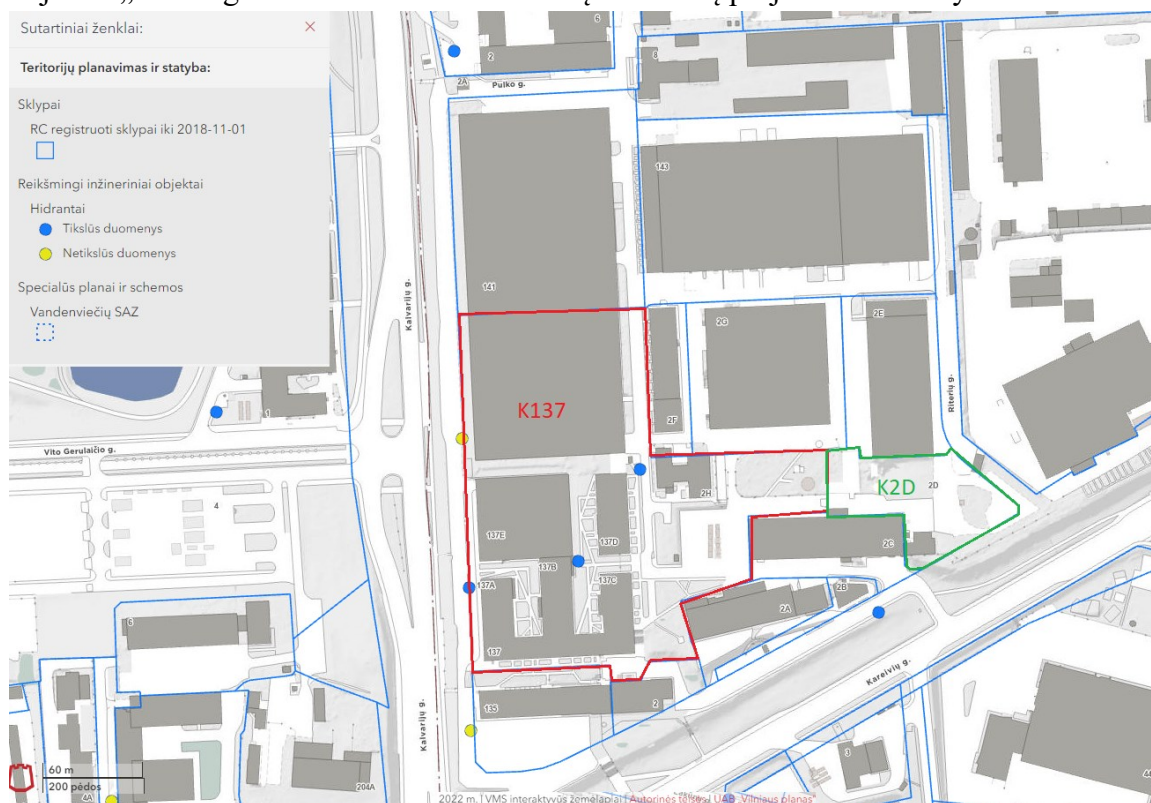 Sutartiniai ženklai:
Teritorijų planavimas ir statyba:
Sklypai
RC registruoti sklypai iki 2018-11-01
Reikšmingi inžineriniai objektai
Hidrantai
Tikslūs duomenys
Netikslūs duomenys
Specialūs planai ir schemos
Vandenviečių SAZ
6
2
8
2A
Pulko g.
143
141
Kalvarijų g.
2G
2E
K137
2F
Riterių g.
1
Vito Gerulaičio g.
K2D
2D
2H
4
137E
137D
2C
137B
137A
137C
2B
2A
6
137
Kareivių g.
135
2
Kalvarijų g.
3
60 m
200 pėdos
4A
204A
2022 m. | VMS interaktyvūs žemėlapiai | Autorinės teisės | UAB „Vilniaus planas“